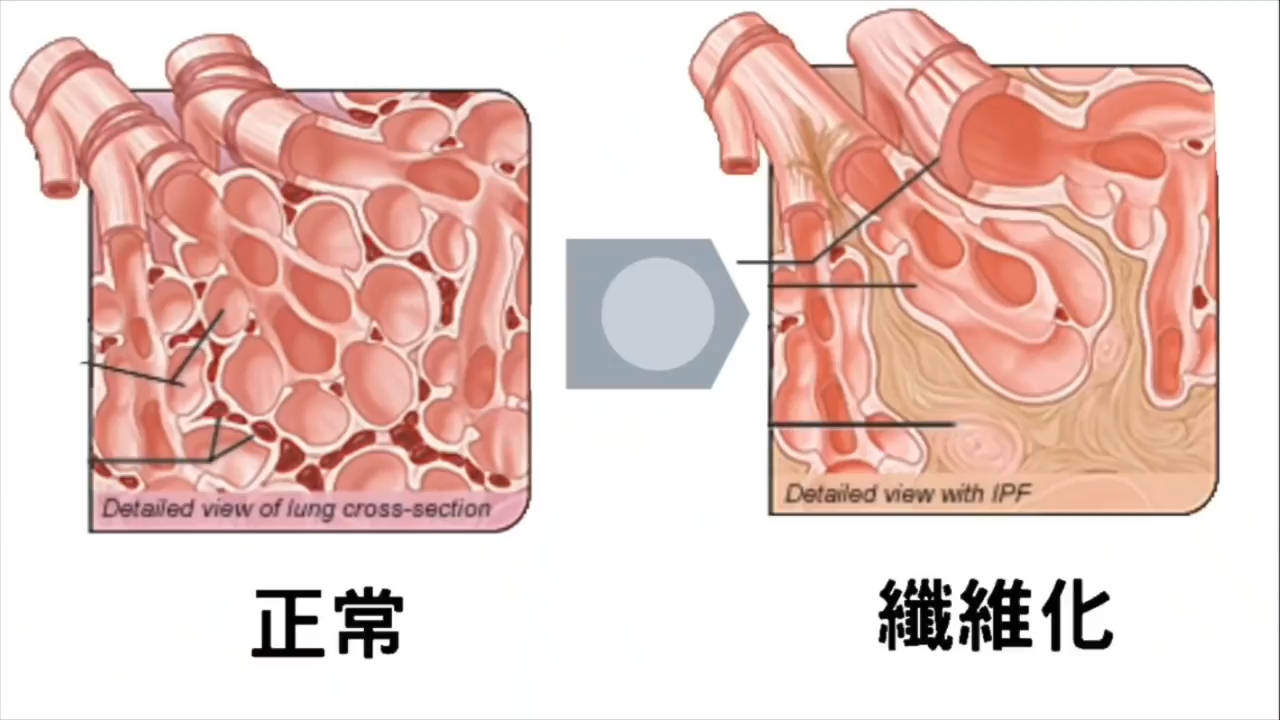 Detailed view of lung cross-section
Detailed view with IPF
正常
纖維化